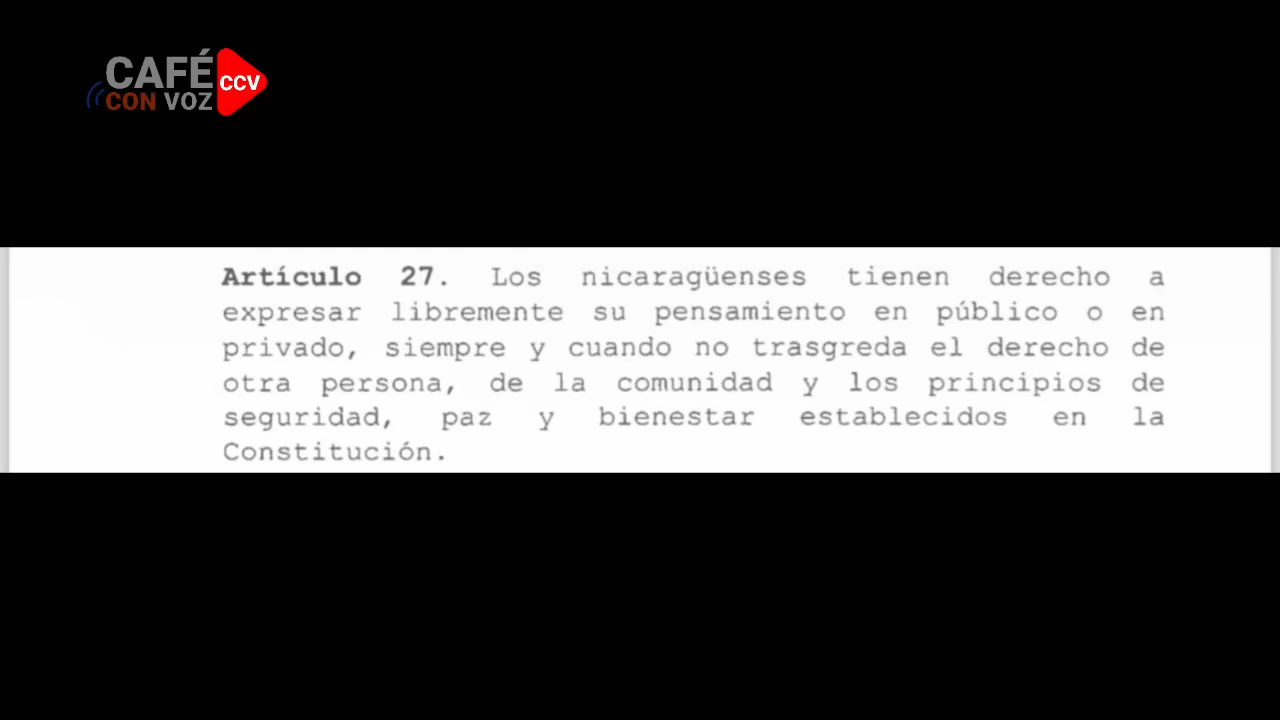 CAFÉ
CON VOZ
CCV
Artículo 27. Los nicaragüenses tienen derecho a
expresar libremente su pensamiento en público o en
privado, siempre y cuando no trasgreda el derecho de
otra persona, de la comunidad y los principios de
seguridad, paz y bienestar establecidos en la
Constitución.